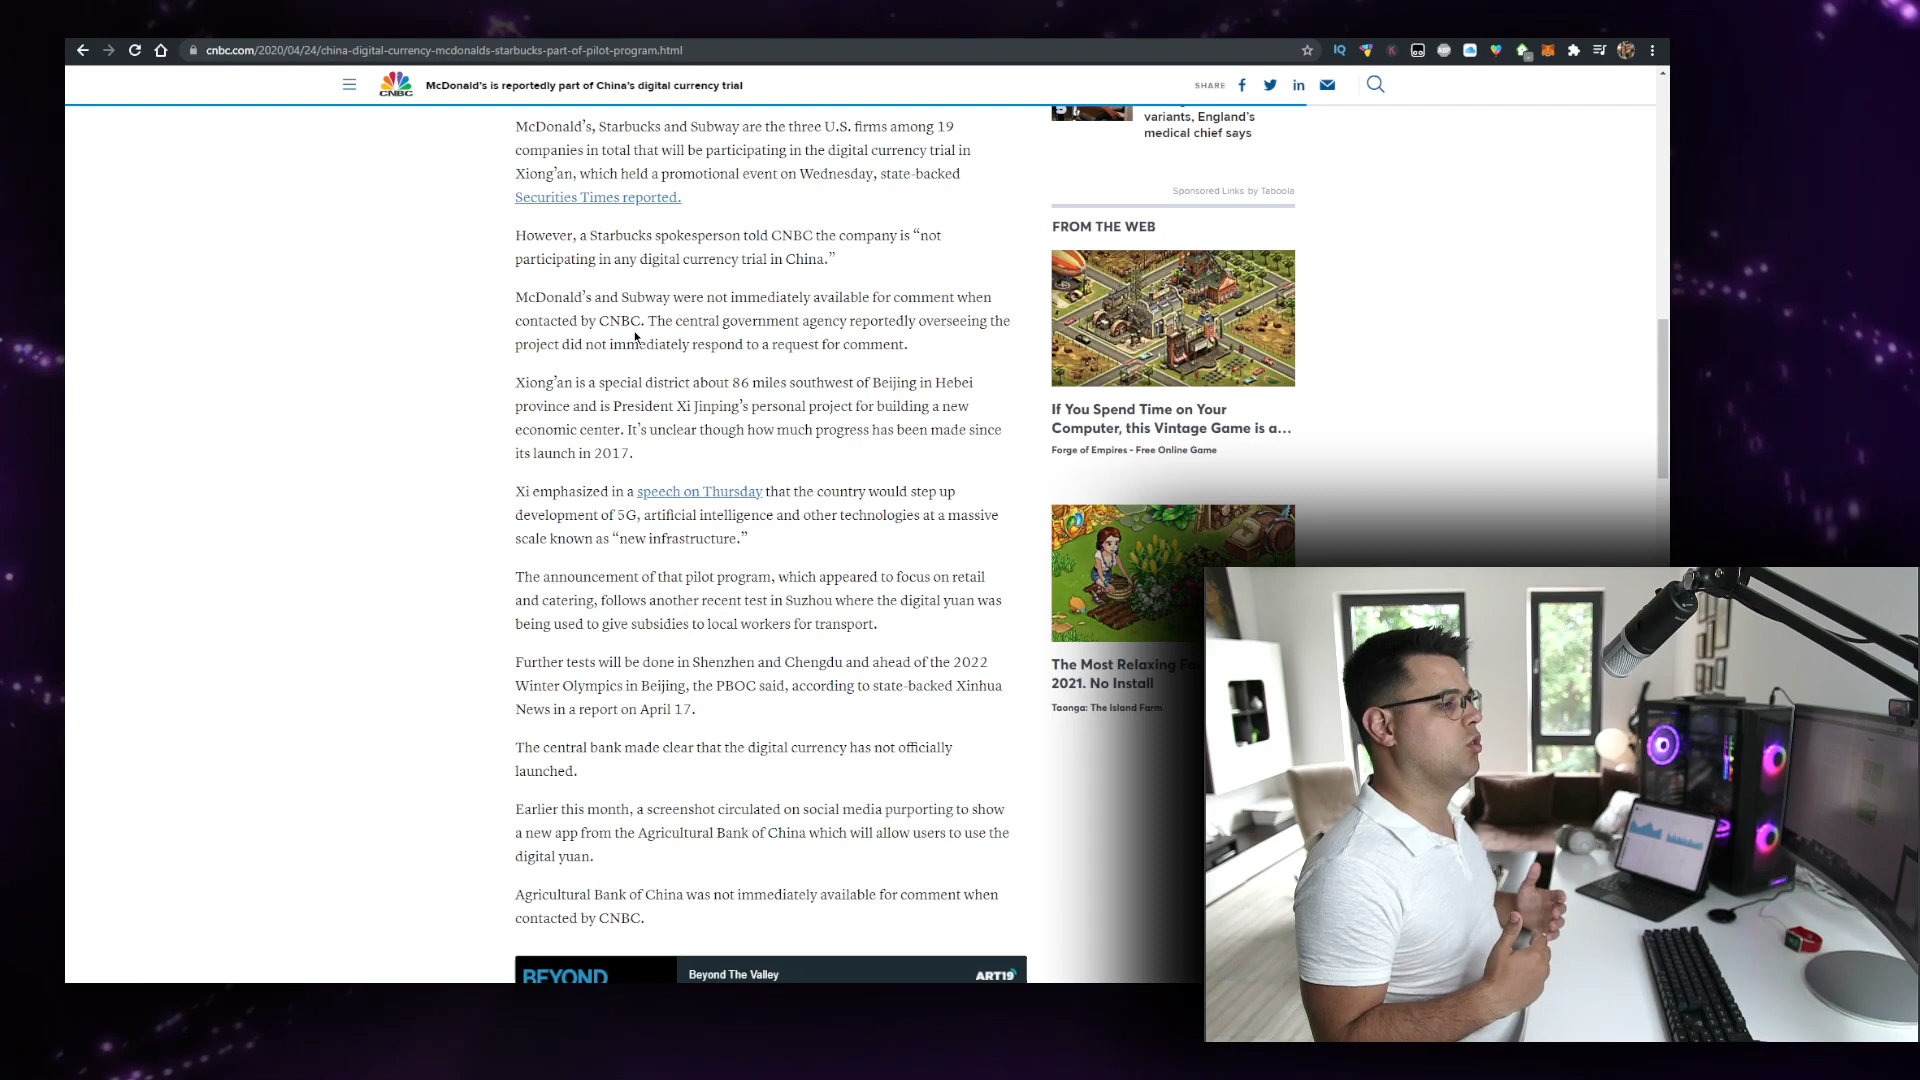 cnbc.com/2020/04/24/china-digital-currency-mcdonalds-starbucks-part-of-pilot-program.html
IQ
CNBC
McDonald's is reportedly part of China's digital currency trial
SHARE
McDonald’s, Starbucks and Subway are the three U.S. firms among 19
companies in total that will be participating in the digital currency trial in
Xiong’an, which held a promotional event on Wednesday, state-backed
Securities Times reported.
However, a Starbucks spokesperson told CNBC the company is “not
participating in any digital currency trial in China.”
McDonald’s and Subway were not immediately available for comment when
contacted by CNBC. The central government agency reportedly overseeing the
project did not immediately respond to a request for comment.
Xiong’an is a special district about 86 miles southwest of Beijing in Hebei
province and is President Xi Jinping’s personal project for building a new
economic center. It’s unclear though how much progress has been made since
its launch in 2017.
Xi emphasized in a speech on Thursday that the country would step up
development of 5G, artificial intelligence and other technologies at a massive
scale known as “new infrastructure.”
The announcement of that pilot program, which appeared to focus on retail
and catering, follows another recent test in Suzhou where the digital yuan was
being used to give subsidies to local workers for transport.
Further tests will be done in Shenzhen and Chengdu and ahead of the 2022
Winter Olympics in Beijing, the PBOC said, according to state-backed Xinhua
News in a report on April 17.
The central bank made clear that the digital currency has not officially
launched.
Earlier this month, a screenshot circulated on social media purporting to show
a new app from the Agricultural Bank of China which will allow users to use the
digital yuan.
Agricultural Bank of China was not immediately available for comment when
contacted by CNBC.
BEYOND
Beyond The Valley
ART19
variants, England’s
medical chief says
Sponsored Links by Taboola
FROM THE WEB
If You Spend Time on Your
Computer, this Vintage Game is a...
Forge of Empires - Free Online Game
The Most Relaxing
2021. No Install
Taonga: The Island Farm